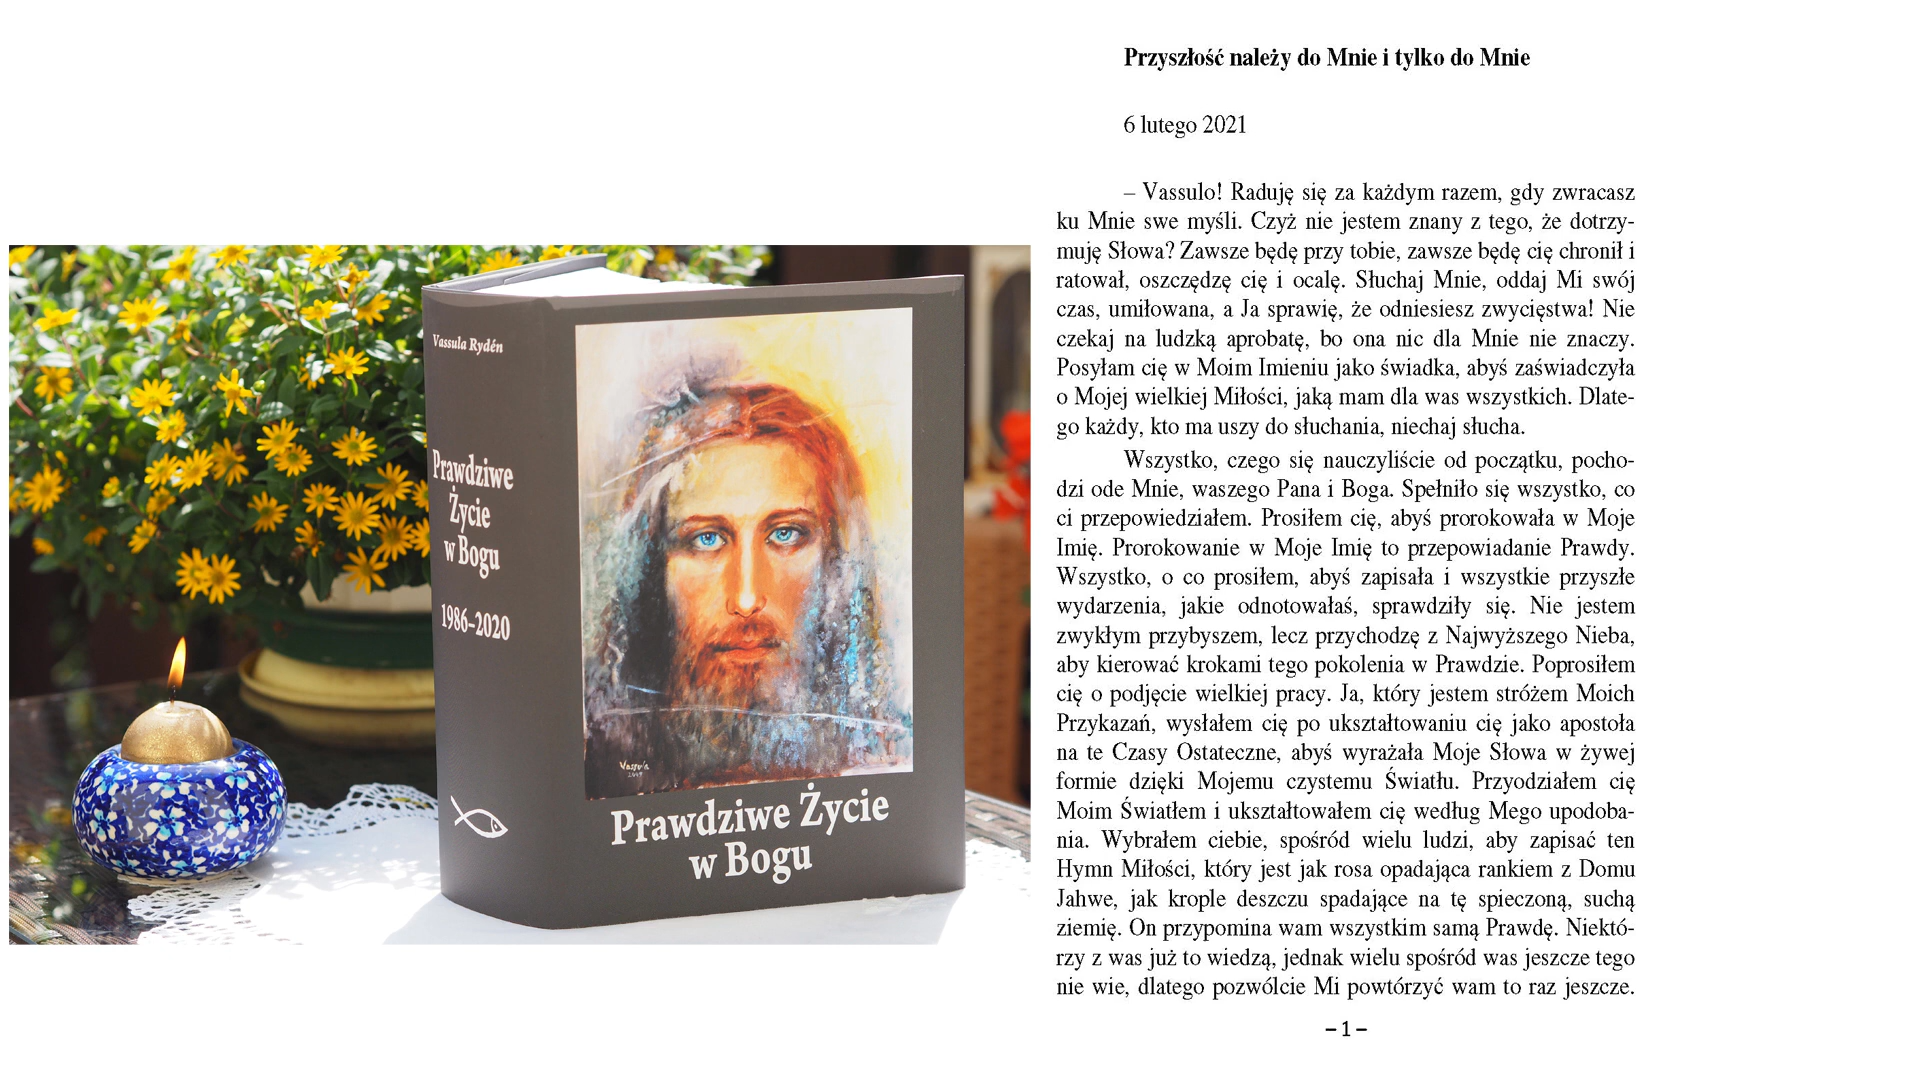 Vassula Rydén
Prawdziwe
Życie
w Bogu
1986–2020
Vassula
Prawdziwe Życie
w Bogu
Przyszłość należy do Mnie i tylko do Mnie
6 lutego 2021
– Vassulo! Raduję się za każdym razem, gdy zwracasz
ku Mnie swe myśli. Czyż nie jestem znany z tego, że dotrzy-
muję Słowa? Zawsze będę przy tobie, zawsze będę cię chronił i
ratował, oszczędzę cię i ocalę. Słuchaj Mnie, oddaj Mi swój
czas, umiłowana, a Ja sprawię, że odniesiesz zwycięstwa! Nie
czekaj na ludzką aprobatę, bo ona nic dla Mnie nie znaczy.
Posyłam cię w Moim Imieniu jako świadka, abyś zaświadczyła
o Mojej wielkiej Miłości, jaką mam dla was wszystkich. Dlate-
go każdy, kto ma uszy do słuchania, niechaj słucha.
Wszystko, czego się nauczyliście od początku, pocho-
dzi ode Mnie, waszego Pana i Boga. Spełniło się wszystko, co
ci przepowiedziałem. Prosiłem cię, abyś prorokowała w Moje
Imię. Prorokowanie w Moje Imię to przepowiadanie Prawdy.
Wszystko, o co prosiłem, abyś zapisała i wszystkie przyszłe
wydarzenia, jakie odnotowałaś, sprawdziły się. Nie jestem
zwykłym przybyszem, lecz przychodzę z Najwyższego Nieba,
aby kierować krokami tego pokolenia w Prawdzie. Poprosiłem
cię o podjęcie wielkiej pracy. Ja, który jestem stróżem Moich
Przykazań, wysłałem cię po ukształtowaniu cię jako apostoła
na te Czasy Ostateczne, abyś wyrażała Moje Słowa w żywej
formie dzięki Mojemu czystemu Światłu. Przyodziałem cię
Moim Światłem i ukształtowałem cię według Mego upodoba-
nia. Wybrałem ciebie, spośród wielu ludzi, aby zapisać ten
Hymn Miłości, który jest jak rosa opadająca rankiem z Domu
Jahwe, jak krople deszczu spadające na tę spieczoną, suchą
ziemię. On przypomina wam wszystkim samą Prawdę. Niektó-
rzy z was już to wiedzą, jednak wielu spośród was jeszcze tego
nie wie, dlatego pozwólcie Mi powtórzyć wam to raz jeszcze.
– 1 –